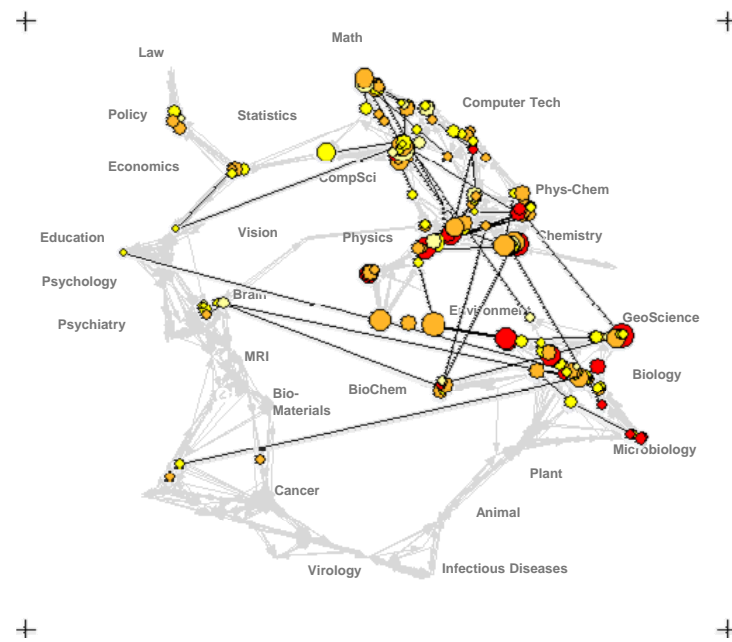 Math
Law
Computer Tech
Policy
Statistics
Economics
CompSci
Phys-Chem
Education
Vision
Physics
Chemistry
Psychology
Brain
Environment
GeoScience
Psychiatry
MRI
BioChem
Biology
Bio-
Materials
Microbiology
Plant
Cancer
Animal
Virology
Infectious Diseases